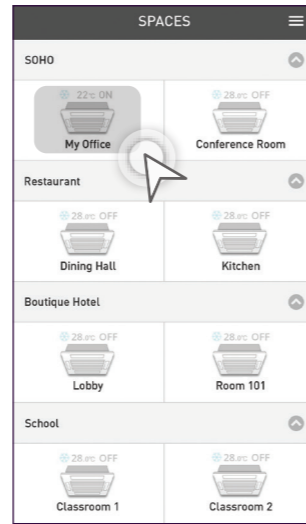 SPACES
SOHO
22°c ON 28.0°c OFF
My Office Conference Room
Restaurant
28.0°c OFF 28.0°c OFF
Dining Hall Kitchen
Boutique Hotel
28.0°c OFF 28.0°c OFF
Lobby Room 101
School
28.0°c OFF 28.0°c OFF
Classroom 1 Classroom 2